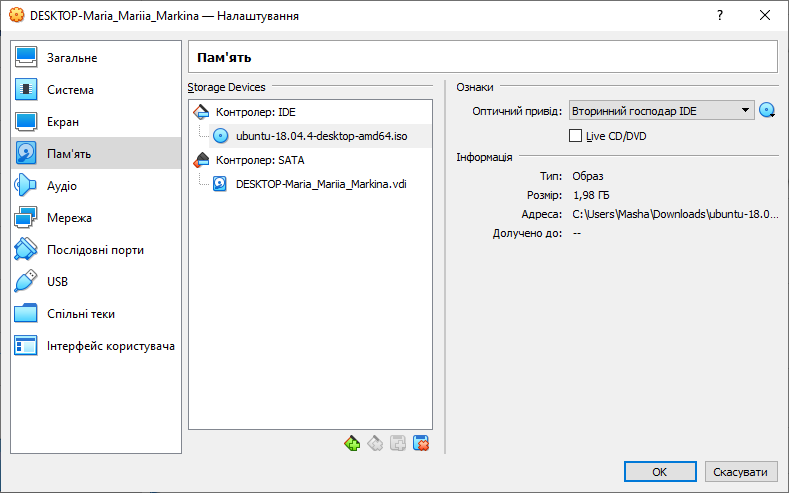 DESKTOP-Maria_Mariia_Markina — Налаштування
Загальне
Система
Екран
Пам'ять
Аудіо
Мережа
Послідовні порти
USB
Спільні теки
Інтерфейс користувача
Пам'ять
Storage Devices
Контролер: IDE
ubuntu-18.04.4-desktop-amd64.iso
Контролер: SATA
DESKTOP-Maria_Mariia_Markina.vdi
Ознаки
Оптичний привід: Вторинний господар IDE
Live CD/DVD
Інформація
Тип: Образ
Розмір: 1,98 ГБ
Адреса: C:\Users\Masha\Downloads\ubuntu-18.0...
Долучено до: --
OK
Скасувати